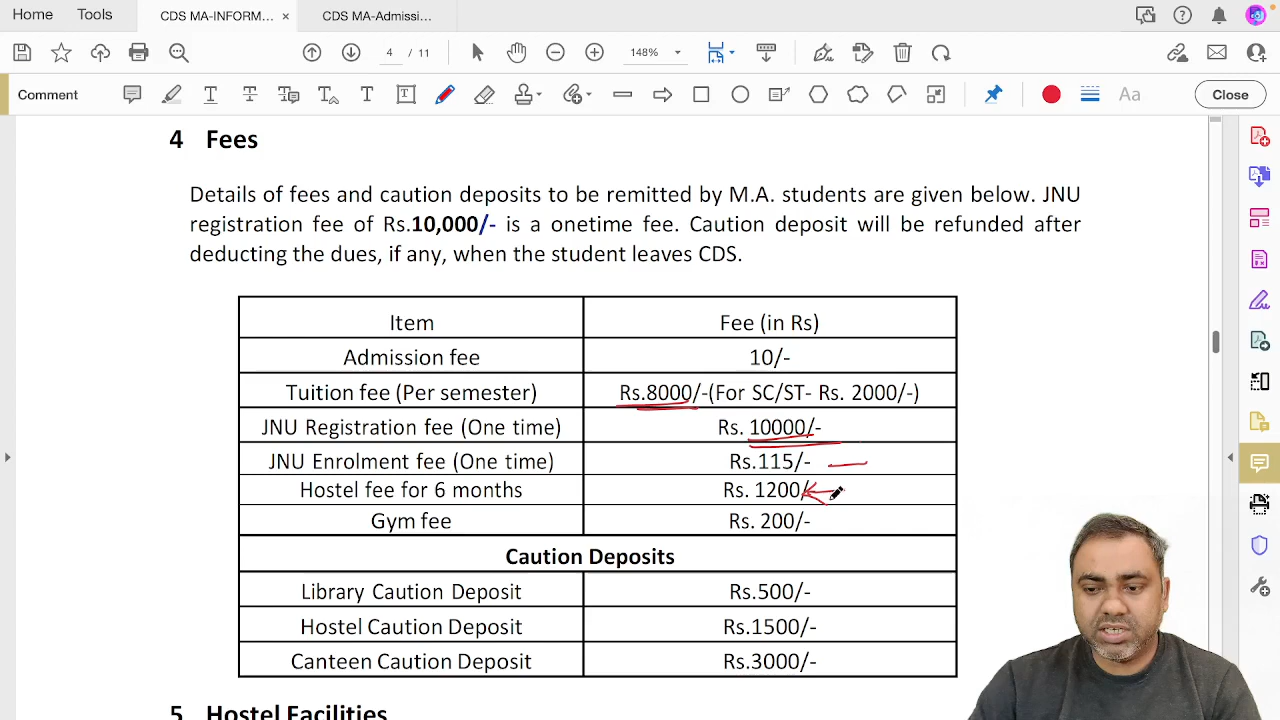 Home Tools CDS MA-INFORM... × CDS MA-Admissi...
4 / 11 148%
Comment Aa Close
4 Fees
Details of fees and caution deposits to be remitted by M.A. students are given below. JNU
registration fee of Rs.10,000/- is a onetime fee. Caution deposit will be refunded after
deducting the dues, if any, when the student leaves CDS.
Item Fee (in Rs)
Admission fee 10/-
Tuition fee (Per semester) Rs.8000/-(For SC/ST- Rs. 2000/-)
JNU Registration fee (One time) Rs. 10000/-
JNU Enrolment fee (One time) Rs.115/-
Hostel fee for 6 months Rs. 1200/
Gym fee Rs. 200/-
Caution Deposits
Library Caution Deposit Rs.500/-
Hostel Caution Deposit Rs.1500/-
Canteen Caution Deposit Rs.3000/-
5 Hostel Facilities